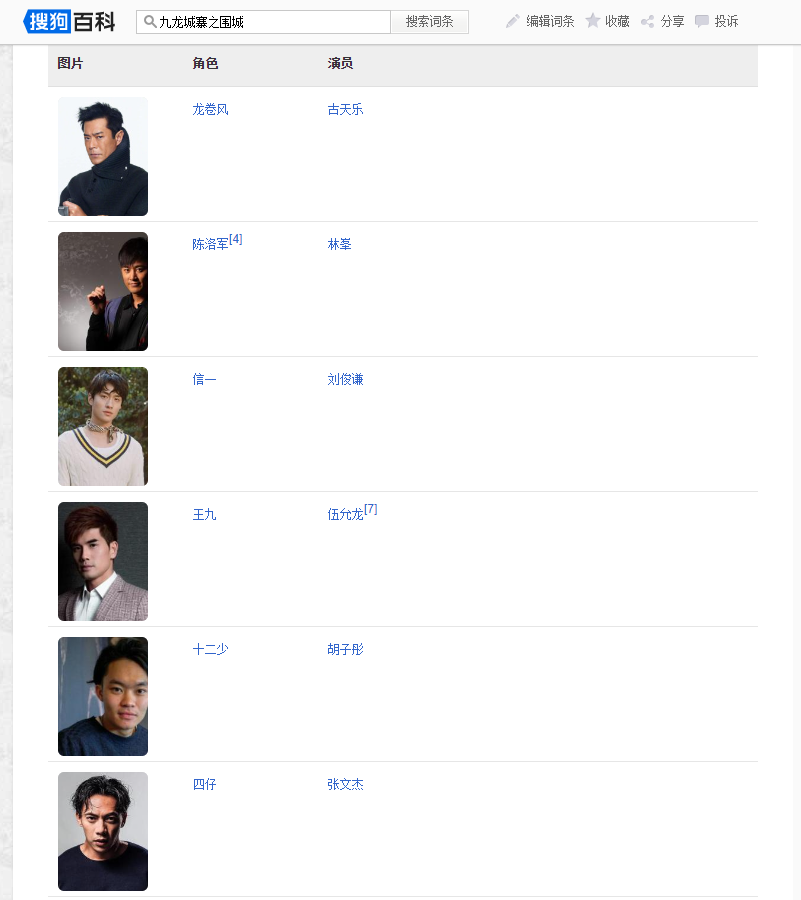 搜狗百科 九龙城寨之围城 搜索词条 编辑词条 收藏 分享 投诉
图片 角色 演员
龙卷风 古天乐
陈洛军[4] 林峯
信一 刘俊谦
王九 伍允龙[7]
十二少 胡子彤
四仔 张文杰